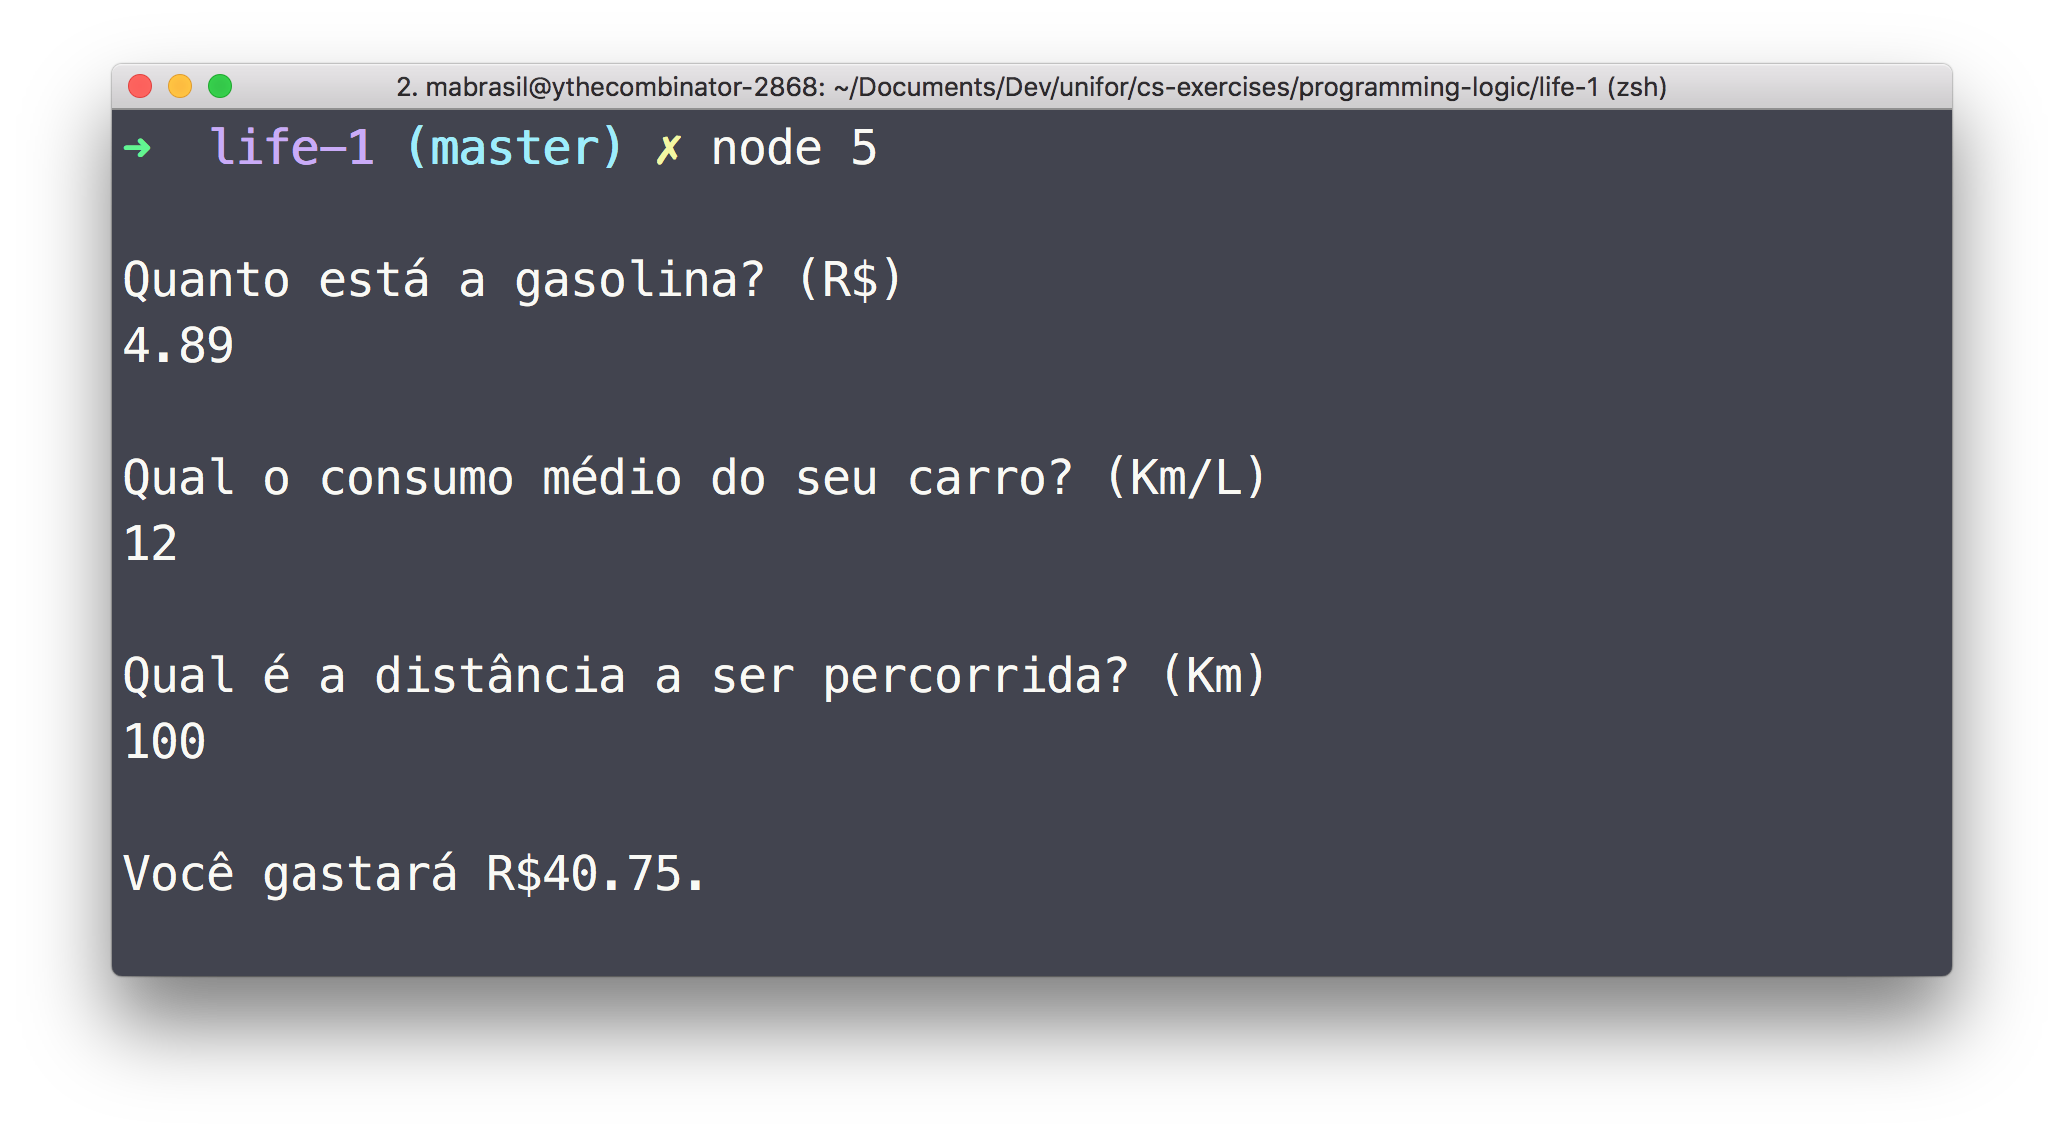 2. mabrasil@ythecombinator-2868: ~/Documents/Dev/unifor/cs-exercises/programming-logic/life-1 (zsh)
➜  life-1 (master) ✗ node 5
Quanto está a gasolina? (R$)
4.89
Qual o consumo médio do seu carro? (Km/L)
12
Qual é a distância a ser percorrida? (Km)
100
Você gastará R$40.75.